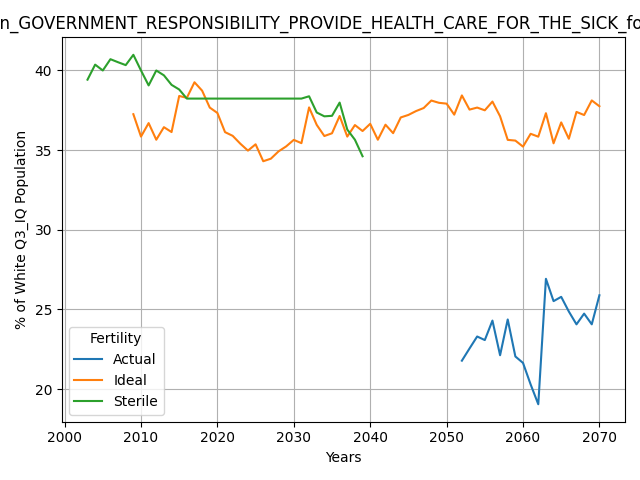 n_GOVERNMENT_RESPONSIBILITY_PROVIDE_HEALTH_CARE_FOR_THE_SICK_fo
% of White Q3_IQ Population
40
35
30
25
20
Fertility
Actual
Ideal
Sterile
2000 2010 2020 2030 2040 2050 2060 2070
Years